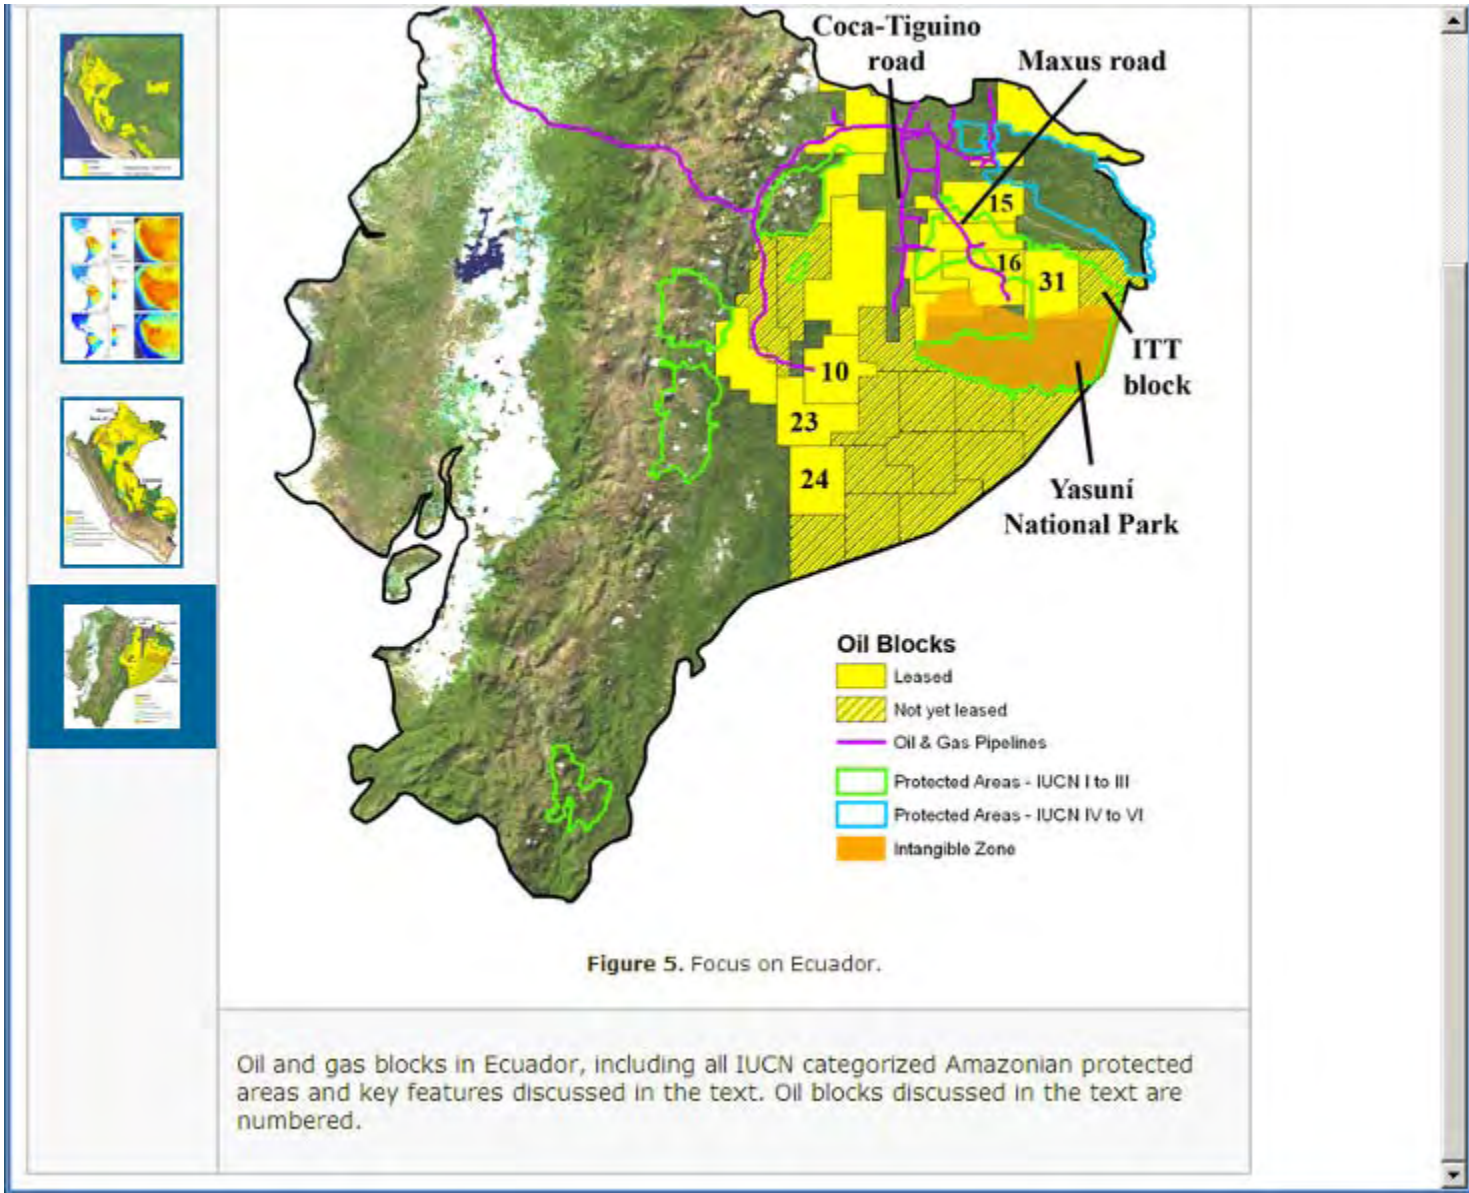 Coca-Tiguino
road
Maxus road
15
16
31
ITT
block
10
23
24
Yasuní
National Park
Oil Blocks
Leased
Not yet leased
Oil & Gas Pipelines
Protected Areas - IUCN I to III
Protected Areas - IUCN IV to VI
Intangible Zone
Figure 5. Focus on Ecuador.
Oil and gas blocks in Ecuador, including all IUCN categorized Amazonian protected
areas and key features discussed in the text. Oil blocks discussed in the text are
numbered.